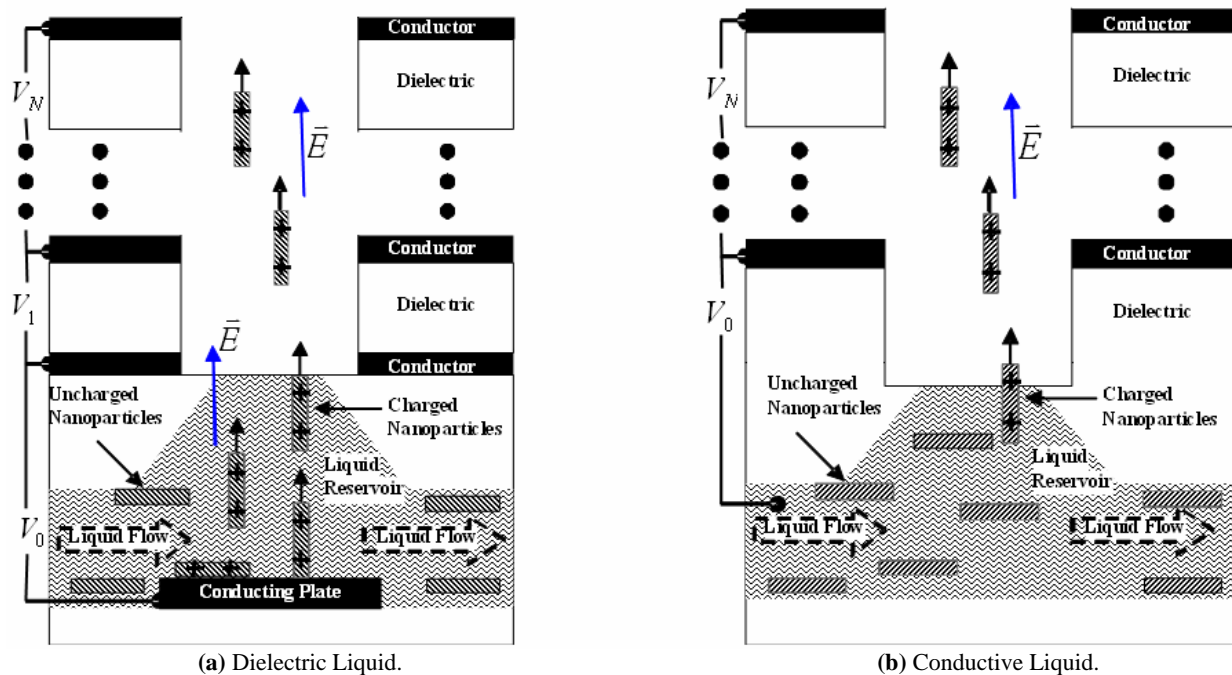 Conductor
Dielectric
V_N
E
Conductor
Dielectric
V_1
E
Conductor
Uncharged
Nanoparticles
Charged
Nanoparticles
Liquid
Reservoir
V_0
Liquid Flow
Liquid Flow
Conducting Plate
(a) Dielectric Liquid.
Conductor
Dielectric
V_N
E
Conductor
V_0
Dielectric
Uncharged
Nanoparticles
Charged
Nanoparticles
Liquid
Reservoir
Liquid Flow
Liquid Flow
(b) Conductive Liquid.